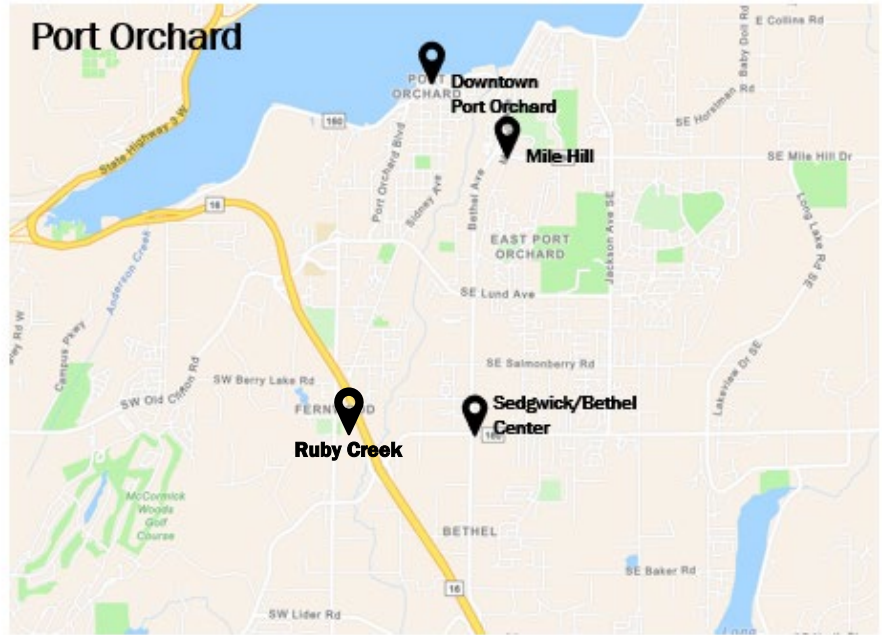 Port Orchard
E Collins Rd
Baby Doll Rd
PORT
ORCHARD
Downtown
Port Orchard
SE Horstman Rd
160
State Highway 3 W
Mile Hill
SE Mile Hill Dr
Port Orchard Blvd
Sidney Ave
Bethel Ave
Jackson Ave SE
Long Lake Rd SE
16
EAST PORT
ORCHARD
Anderson Creek
SE Lund Ave
Campus Pkwy
SW Old Clifton Rd
SW Berry Lake Rd
SE Salmonberry Rd
Lakeview Dr SE
Sedgwick/Bethel
Center
160
Ruby Creek
McCormick
Woods
Golf
Course
BETHEL
SE Baker Rd
16
SW Lider Rd